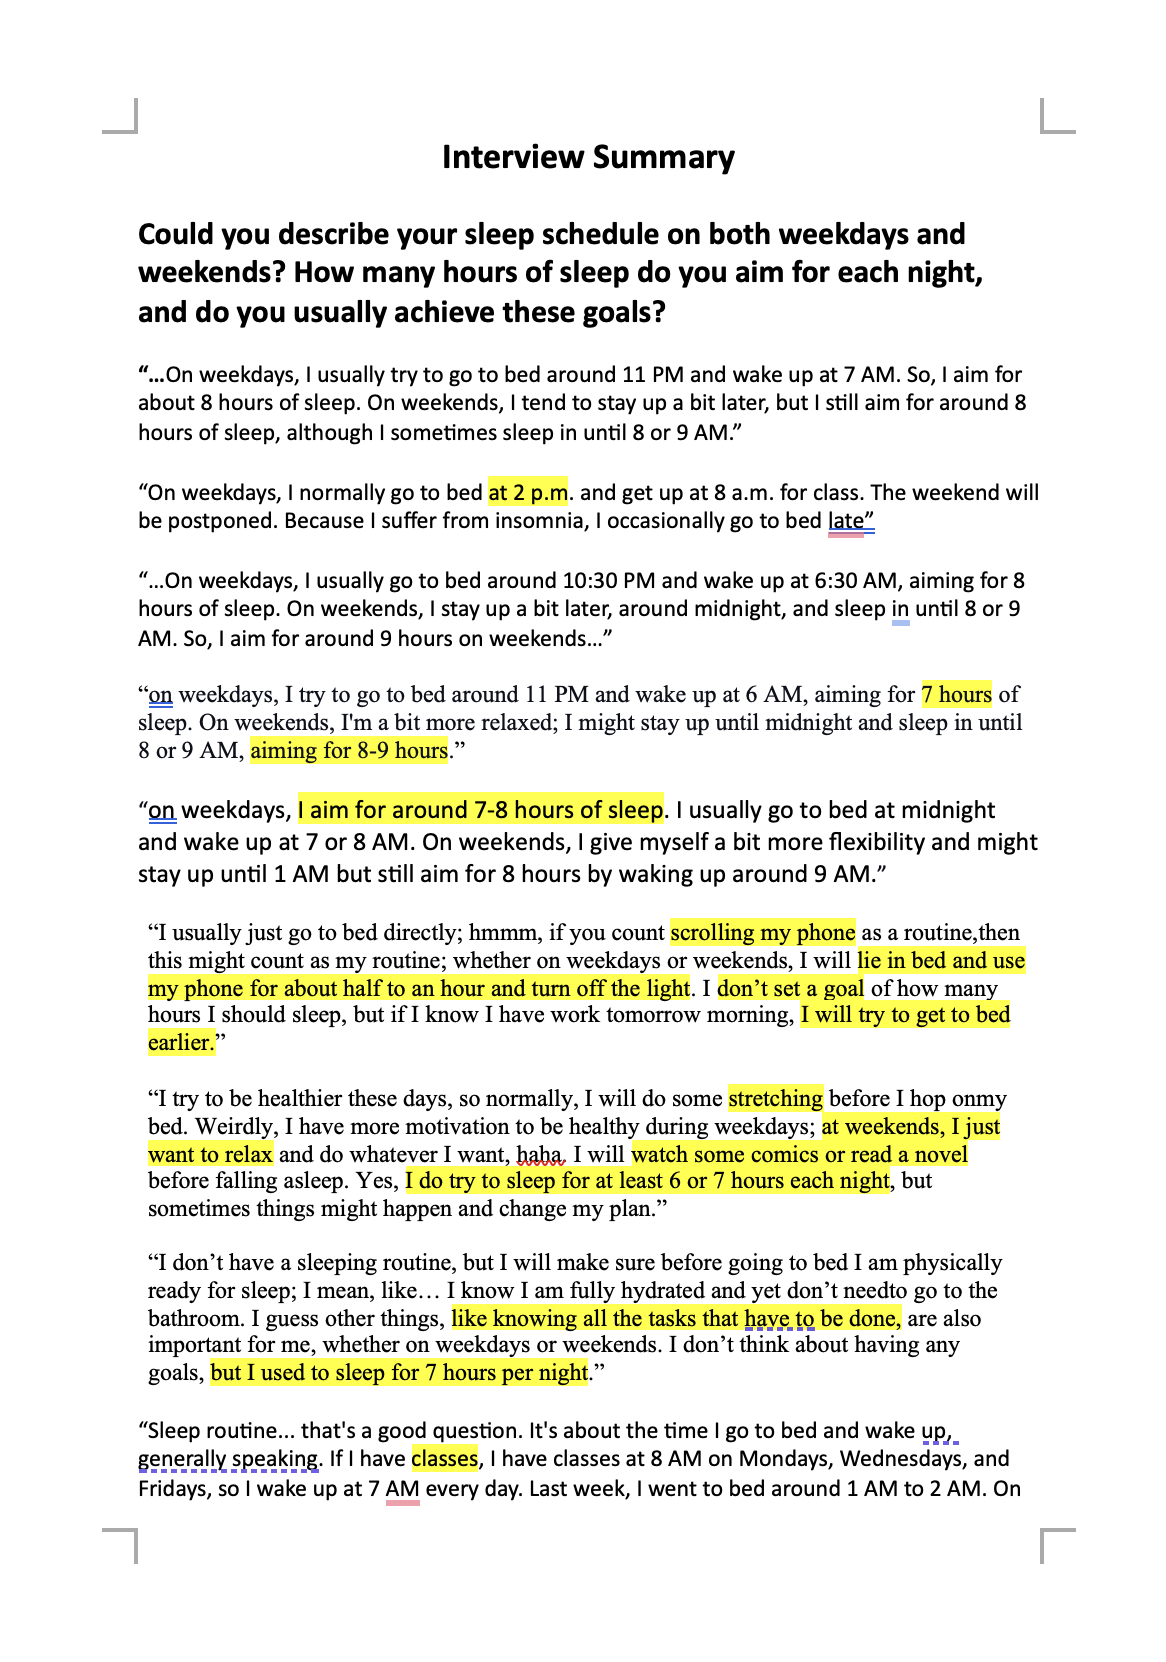 Interview Summary
Could you describe your sleep schedule on both weekdays and
weekends? How many hours of sleep do you aim for each night,
and do you usually achieve these goals?
“...On weekdays, I usually try to go to bed around 11 PM and wake up at 7 AM. So, I aim for
about 8 hours of sleep. On weekends, I tend to stay up a bit later, but I still aim for around 8
hours of sleep, although I sometimes sleep in until 8 or 9 AM.”
“On weekdays, I normally go to bed at 2 p.m. and get up at 8 a.m. for class. The weekend will
be postponed. Because I suffer from insomnia, I occasionally go to bed late”
“...On weekdays, I usually go to bed around 10:30 PM and wake up at 6:30 AM, aiming for 8
hours of sleep. On weekends, I stay up a bit later, around midnight, and sleep in until 8 or 9
AM. So, I aim for around 9 hours on weekends...”
“on weekdays, I try to go to bed around 11 PM and wake up at 6 AM, aiming for 7 hours of
sleep. On weekends, I'm a bit more relaxed; I might stay up until midnight and sleep in until
8 or 9 AM, aiming for 8-9 hours.”
“on weekdays, I aim for around 7-8 hours of sleep. I usually go to bed at midnight
and wake up at 7 or 8 AM. On weekends, I give myself a bit more flexibility and might
stay up until 1 AM but still aim for 8 hours by waking up around 9 AM.”
“I usually just go to bed directly; hmmm, if you count scrolling my phone as a routine,then
this might count as my routine; whether on weekdays or weekends, I will lie in bed and use
my phone for about half to an hour and turn off the light. I don’t set a goal of how many
hours I should sleep, but if I know I have work tomorrow morning, I will try to get to bed
earlier.”
“I try to be healthier these days, so normally, I will do some stretching before I hop onmy
bed. Weirdly, I have more motivation to be healthy during weekdays; at weekends, I just
want to relax and do whatever I want, haha. I will watch some comics or read a novel
before falling asleep. Yes, I do try to sleep for at least 6 or 7 hours each night, but
sometimes things might happen and change my plan.”
“I don’t have a sleeping routine, but I will make sure before going to bed I am physically
ready for sleep; I mean, like… I know I am fully hydrated and yet don’t needto go to the
bathroom. I guess other things, like knowing all the tasks that have to be done, are also
important for me, whether on weekdays or weekends. I don’t think about having any
goals, but I used to sleep for 7 hours per night.”
“Sleep routine... that's a good question. It's about the time I go to bed and wake up,
generally speaking. If I have classes, I have classes at 8 AM on Mondays, Wednesdays, and
Fridays, so I wake up at 7 AM every day. Last week, I went to bed around 1 AM to 2 AM. On